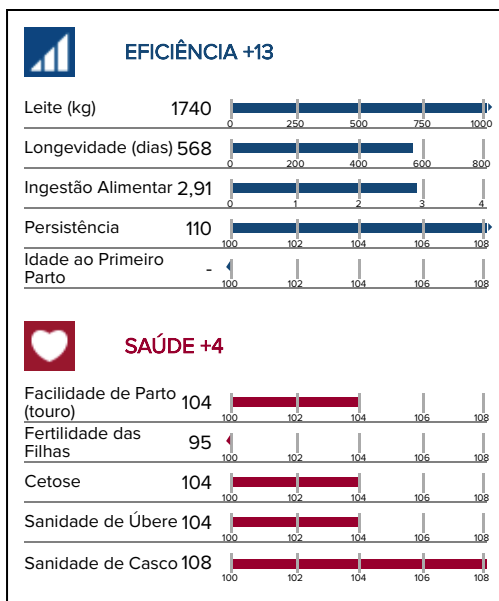 EFICIÊNCIA +13
Leite (kg) 1740
0 250 500 750 1000
Longevidade (dias) 568
0 200 400 600 800
Ingestão Alimentar 2,91
0 1 2 3 4
Persistência 110
100 102 104 106 108
Idade ao Primeiro
Parto -
100 102 104 106 108
SAÚDE +4
Facilidade de Parto
(touro) 104
100 102 104 106 108
Fertilidade das
Filhas 95
100 102 104 106 108
Cetose 104
100 102 104 106 108
Sanidade de Úbere 104
100 102 104 106 108
Sanidade de Casco 108
100 102 104 106 108